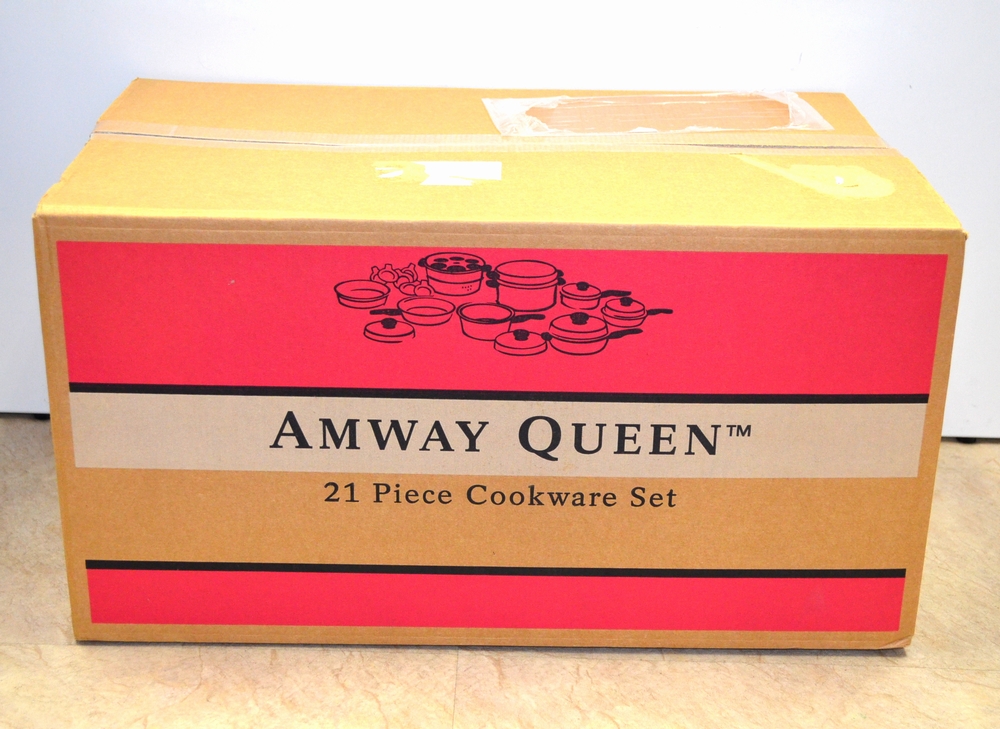 AMWAY QUEEN™
21 Piece Cookware Set